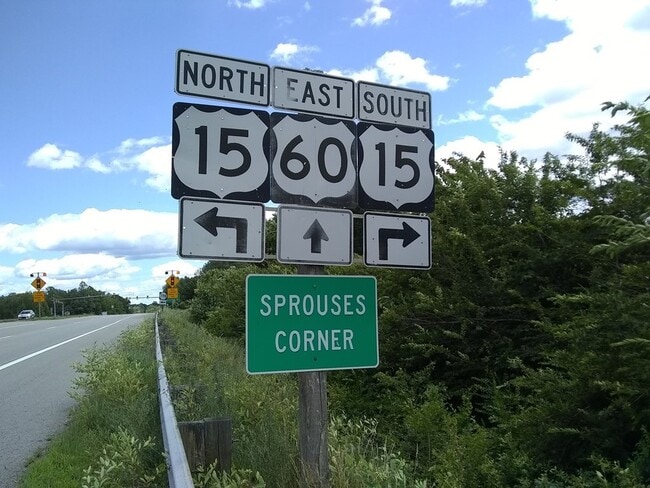 NORTH EAST SOUTH
15 60 15
SPROUSES
CORNER